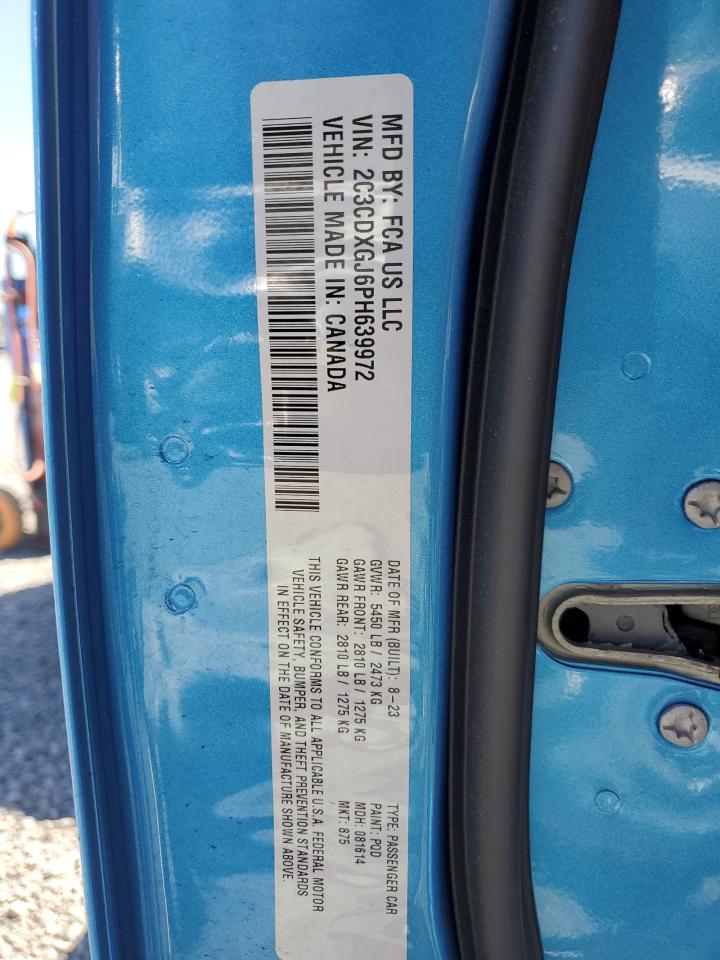 MFD BY: FCA US LLC
VIN: 2C3CDXGJ6PH639972
VEHICLE MADE IN: CANADA
DATE OF MFR (BUILT): 8-23
GVWR: 5450 LB / 2473 KG
GAWR FRONT: 2810 LB / 1275 KG
GAWR REAR: 2810 LB / 1275 KG
THIS VEHICLE CONFORMS TO ALL APPLICABLE U.S.A. FEDERAL MOTOR
VEHICLE SAFETY, BUMPER, AND THEFT PREVENTION STANDARDS
IN EFFECT ON THE DATE OF MANUFACTURE SHOWN ABOVE.
TYPE: PASSENGER CAR
PAINT: PQD
MDH: 081614
MKT: 875